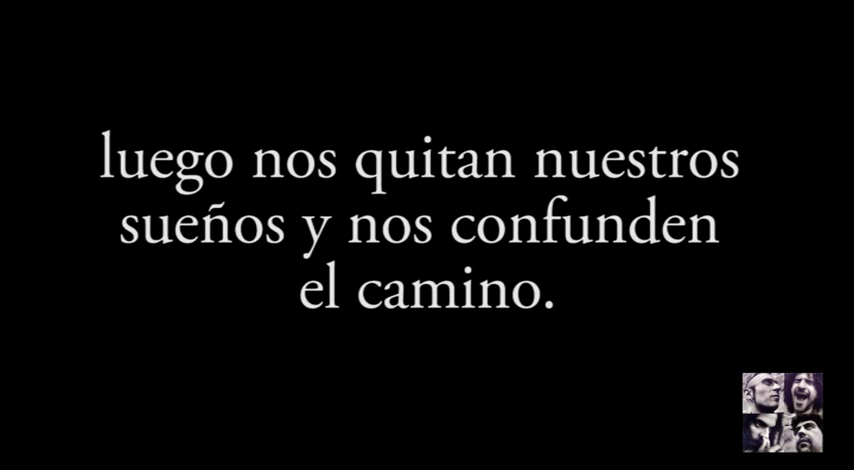 luego nos quitan nuestros
sueños y nos confunden
el camino.